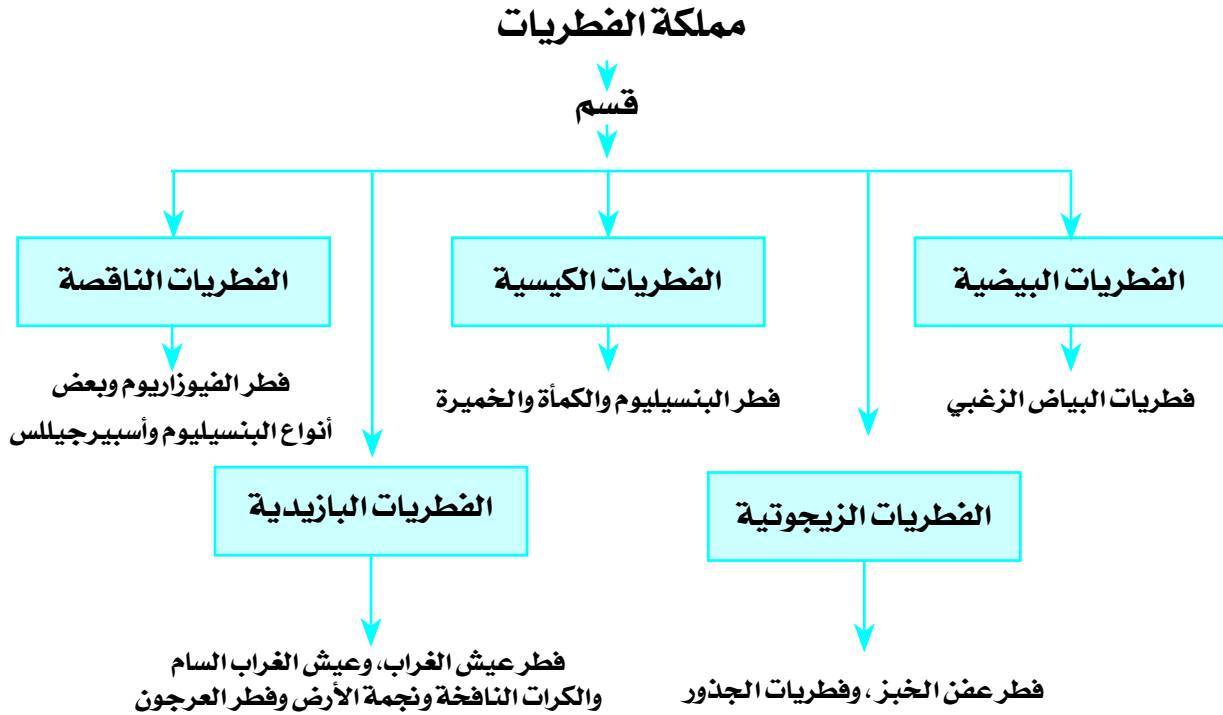 مملكة الفطريات
قسم
الفطريات البيضية
الفطريات الكيسية
الفطريات الناقصة
فطريات البياض الزغبي
فطر البنسيليوم والكمأة والخميرة
فطر الفيوزاريوم وبعض
أنواع البنسيليوم وأسبيرجيللس
الفطريات الزيجوتية
الفطريات البازيدية
فطر عفن الخبز ، وفطريات الجذور
فطر عيش الغراب، وعيش الغراب السام
والكرات النافخة ونجمة الأرض وفطر العرجون